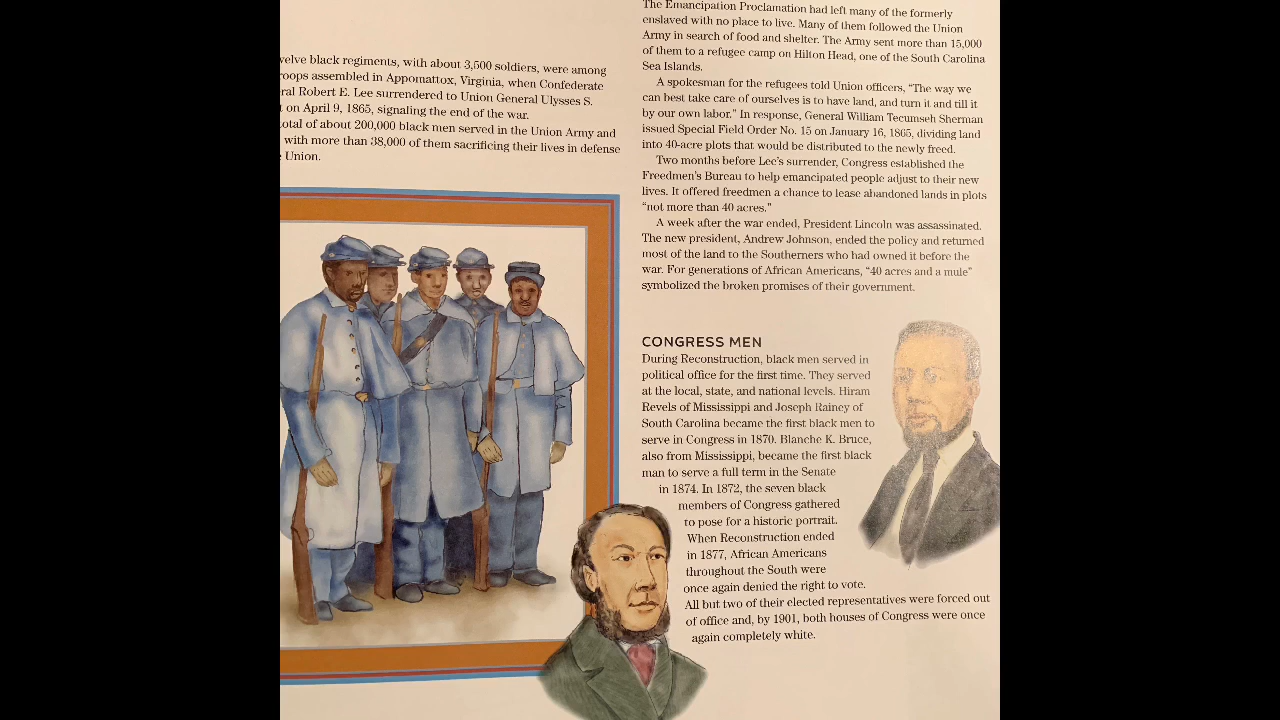 welve black regiments, with about 3,500 soldiers, were among
roops assembled in Appomattox, Virginia, when Confederate
eral Robert E. Lee surrendered to Union General Ulysses S.
t on April 9, 1865, signaling the end of the war.
total of about 200,000 black men served in the Union Army and
with more than 38,000 of them sacrificing their lives in defense
e Union.
The Emancipation Proclamation had left many of the formerly
enslaved with no place to live. Many of them followed the Union
Army in search of food and shelter. The Army sent more than 15,000
of them to a refugee camp on Hilton Head, one of the South Carolina
Sea Islands.
A spokesman for the refugees told Union officers, “The way we
can best take care of ourselves is to have land, and turn it and till it
by our own labor.” In response, General William Tecumseh Sherman
issued Special Field Order No. 15 on January 16, 1865, dividing land
into 40-acre plots that would be distributed to the newly freed.
Two months before Lee’s surrender, Congress established the
Freedmen’s Bureau to help emancipated people adjust to their new
lives. It offered freedmen a chance to lease abandoned lands in plots
“not more than 40 acres.”
A week after the war ended, President Lincoln was assassinated.
The new president, Andrew Johnson, ended the policy and returned
most of the land to the Southerners who had owned it before the
war. For generations of African Americans, “40 acres and a mule”
symbolized the broken promises of their government.
CONGRESS MEN
During Reconstruction, black men served in
political office for the first time. They served
at the local, state, and national levels. Hiram
Revels of Mississippi and Joseph Rainey of
South Carolina became the first black men to
serve in Congress in 1870. Blanche K. Bruce,
also from Mississippi, became the first black
man to serve a full term in the Senate
in 1874. In 1872, the seven black
members of Congress gathered
to pose for a historic portrait.
When Reconstruction ended
in 1877, African Americans
throughout the South were
once again denied the right to vote.
All but two of their elected representatives were forced out
of office and, by 1901, both houses of Congress were once
again completely white.